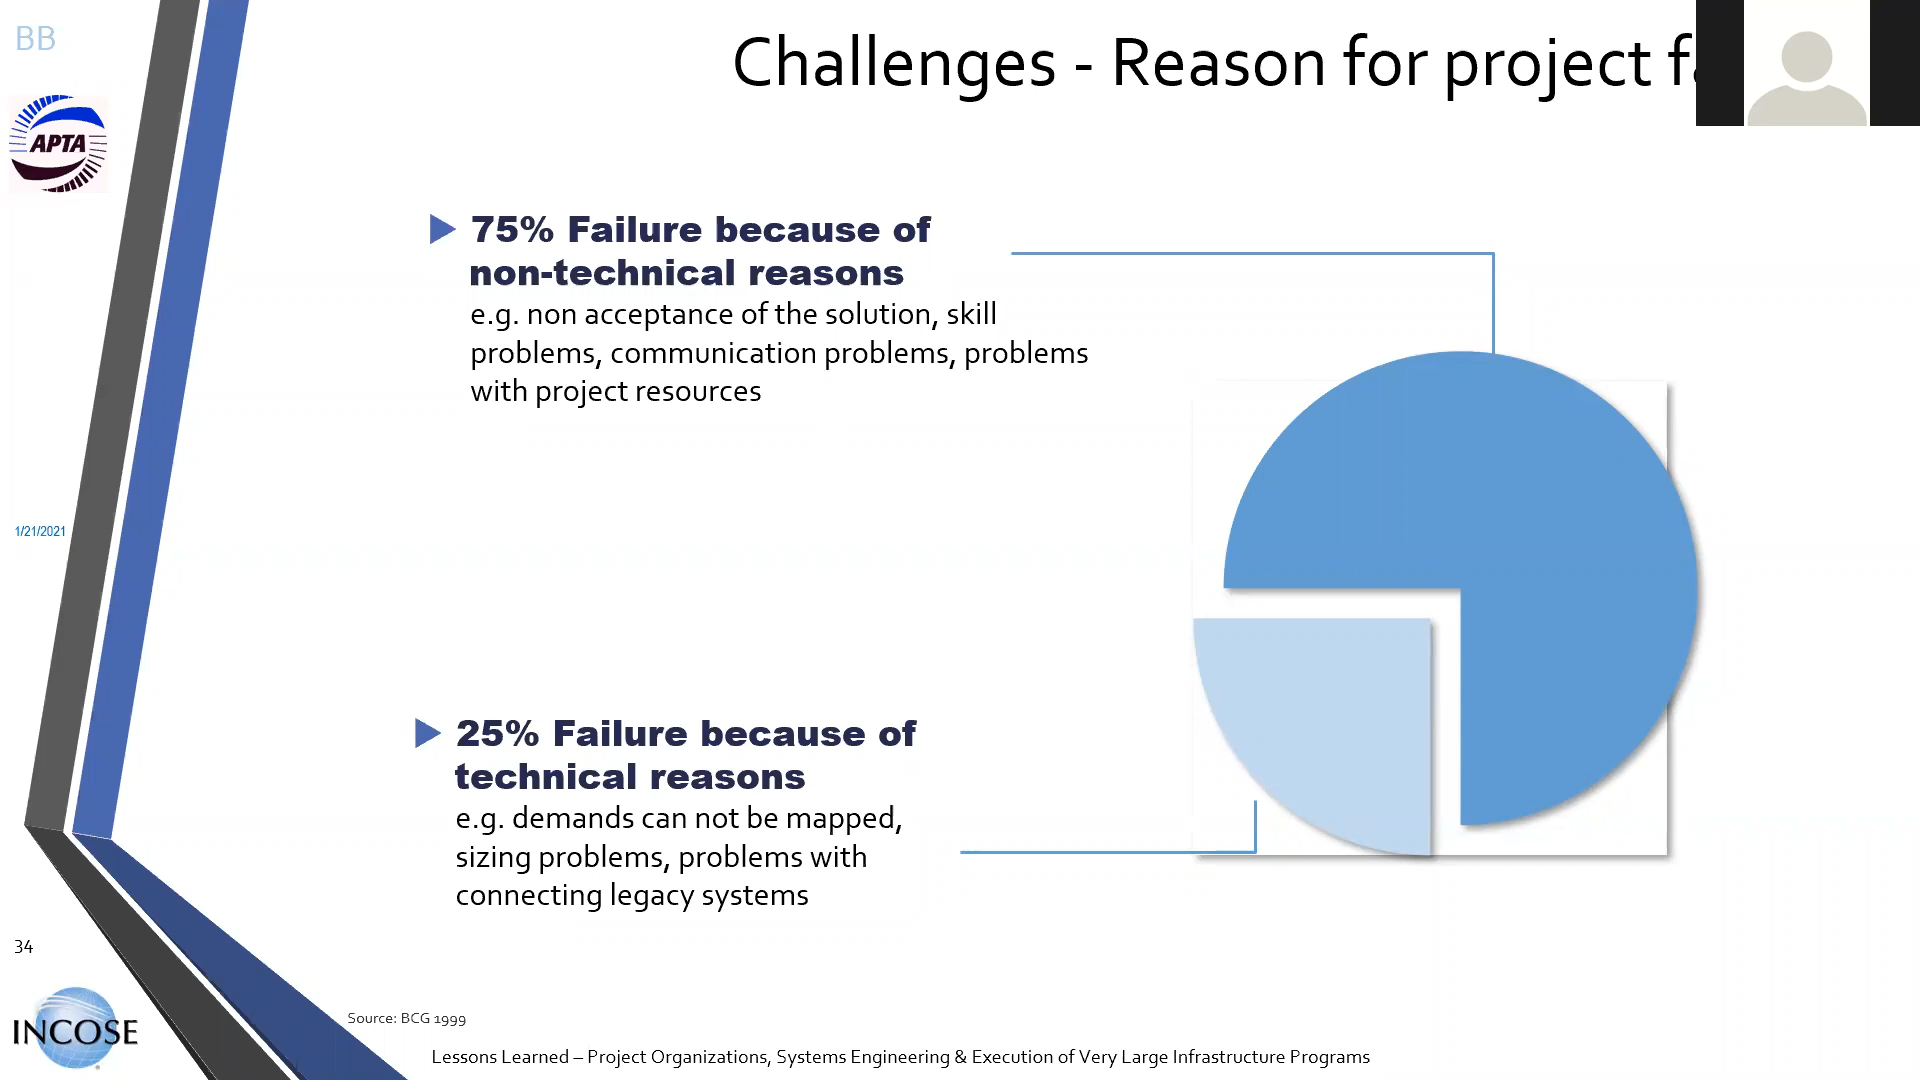 BB
Challenges - Reason for project
APTA
75% Failure because of
non-technical reasons
e.g. non acceptance of the solution, skill
problems, communication problems, problems
with project resources
1/21/2021
25% Failure because of
technical reasons
e.g. demands can not be mapped,
sizing problems, problems with
connecting legacy systems
34
INCOSE
Source: BCG 1999
Lessons Learned – Project Organizations, Systems Engineering & Execution of Very Large Infrastructure Programs